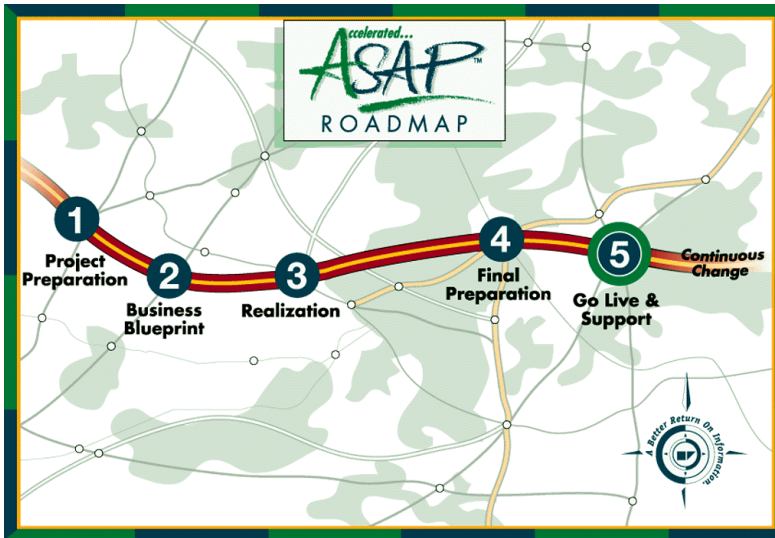 Accelerated...
ASAP™
ROADMAP
1
Project
Preparation
2
Business
Blueprint
3
Realization
4
Final
Preparation
5
Go Live &
Support
Continuous
Change
A Better Return On Information.